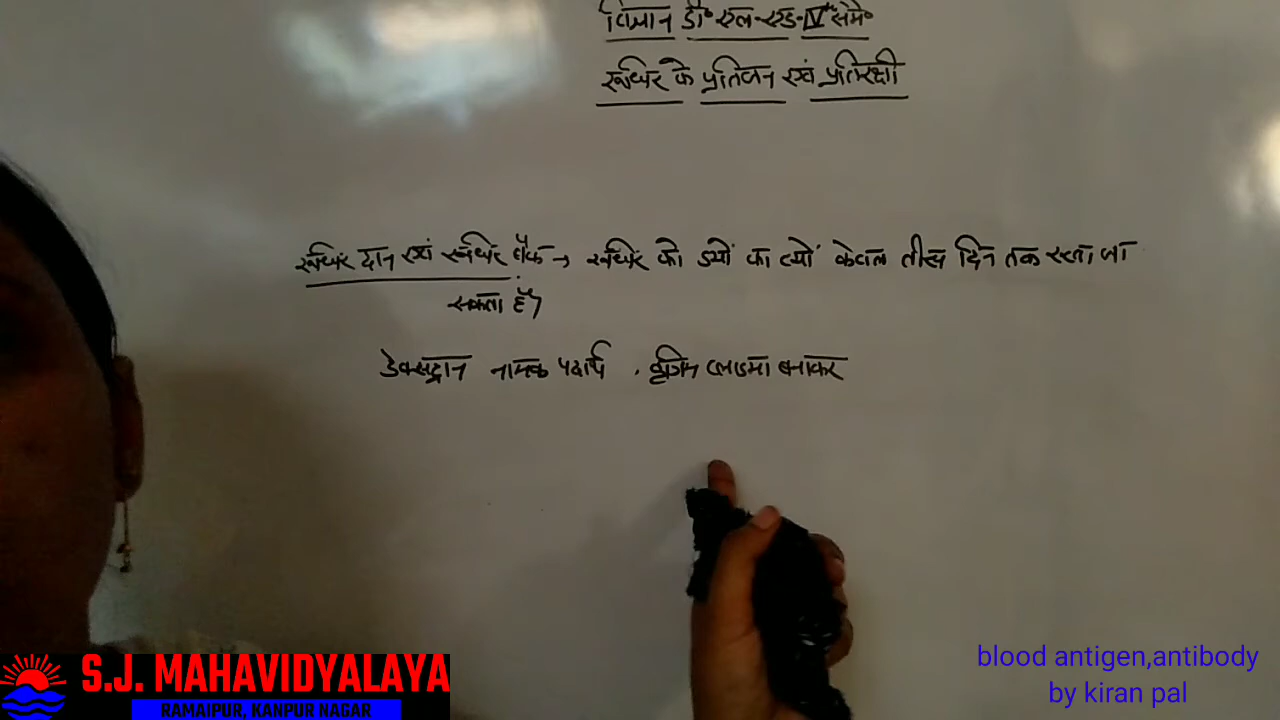 विज्ञान डी॰ एल-एड-IV सेमे॰
रूधिर के प्रतिजन एवं प्रतिरक्षी
रूधिर दान एवं रूधिर बैंक → रूधिर को ज्यों का त्यों केवल तीस दिन तक रखा जा
सकता है।
डेक्सट्रान नामक पदार्थ कृत्रिम प्लाज्मा बनाकर
S.J. MAHAVIDYALAYA
RAMAIPUR, KANPUR NAGAR
blood antigen,antibody
by kiran pal